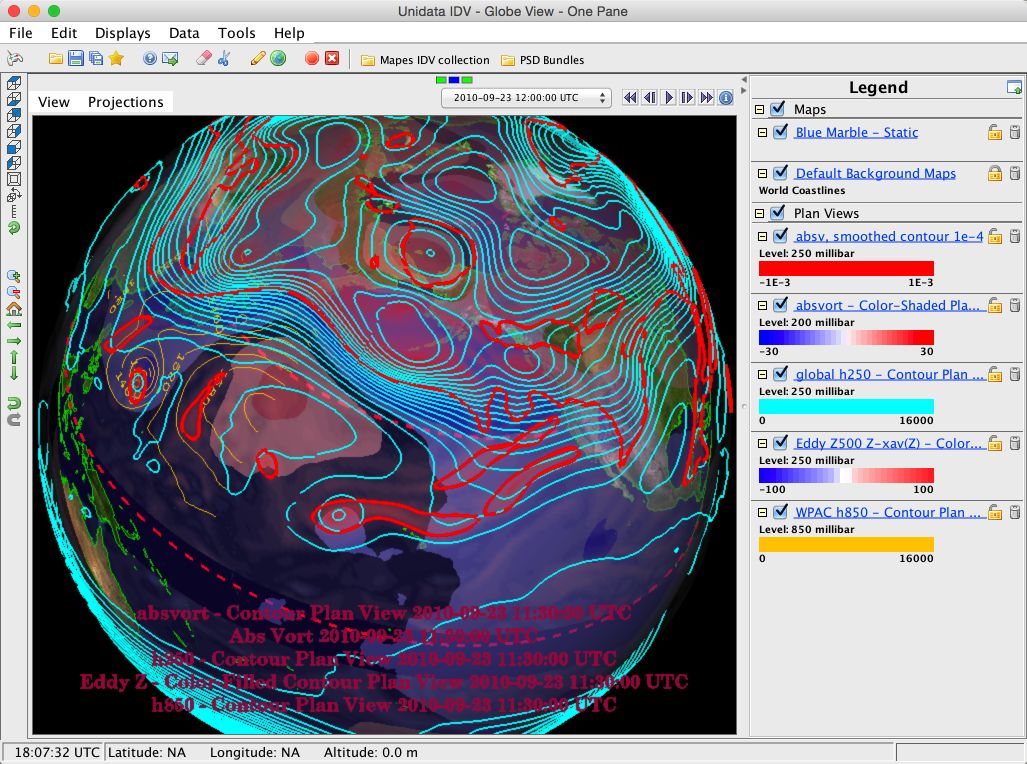 Unidata IDV - Globe View - One Pane
File Edit Displays Data Tools Help
Mapes IDV collection PSD Bundles
View Projections
2010-09-23 12:00:00 UTC
absvort - Contour Plan View 2010-09-23 11:30:00 UTC
Abs Vort 2010-09-23 11:30:00 UTC
h250 - Contour Plan View 2010-09-23 11:30:00 UTC
Eddy Z - Color-Filled Contour Plan View 2010-09-23 11:30:00 UTC
h850 - Contour Plan View 2010-09-23 11:30:00 UTC
Legend
Maps
Blue Marble - Static
Default Background Maps
World Coastlines
Plan Views
absv, smoothed contour 1e-4
Level: 250 millibar
-1E-3 1E-3
absvort - Color-Shaded Pla...
Level: 200 millibar
-30 30
global h250 - Contour Plan ...
Level: 250 millibar
0 16000
Eddy Z500 Z-xav(Z) - Color...
Level: 250 millibar
-100 100
WPAC h850 - Contour Plan ...
Level: 850 millibar
0 16000
18:07:32 UTC Latitude: NA Longitude: NA Altitude: 0.0 m